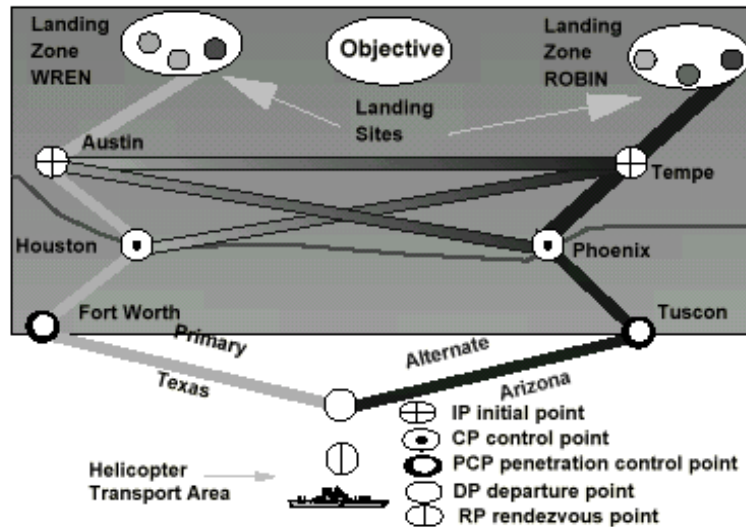 Landing
Zone
WREN
Objective
Landing
Zone
ROBIN
Landing
Sites
Austin
Tempe
Houston
Phoenix
Fort Worth
Tuscon
Primary
Texas
Alternate
Arizona
IP initial point
CP control point
PCP penetration control point
DP departure point
RP rendezvous point
Helicopter
Transport Area